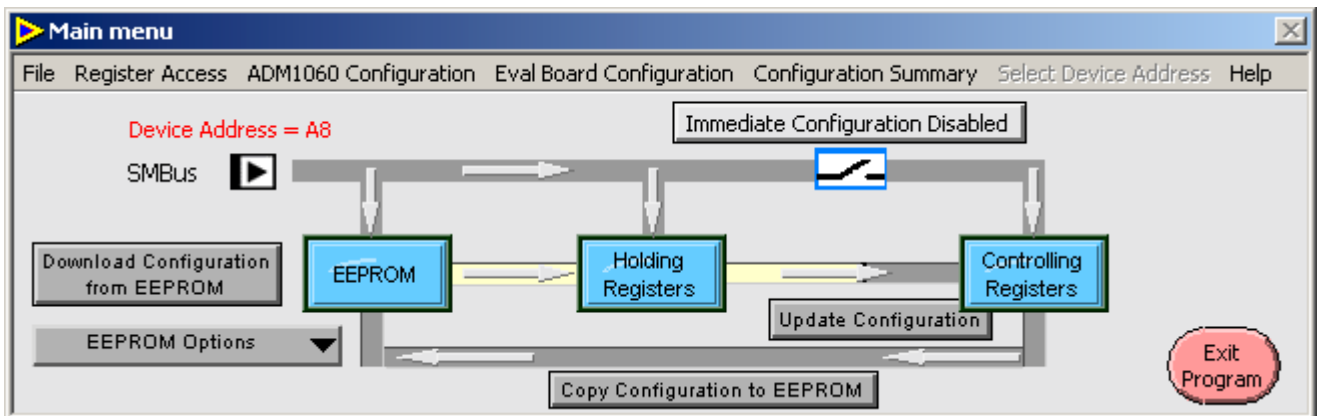 Main menu
File Register Access ADM1060 Configuration Eval Board Configuration Configuration Summary Select Device Address Help
Immediate Configuration Disabled
Device Address = A8
SMBus
Download Configuration
from EEPROM
EEPROM
Holding
Registers
Controlling
Registers
Update Configuration
EEPROM Options
Copy Configuration to EEPROM
Exit
Program